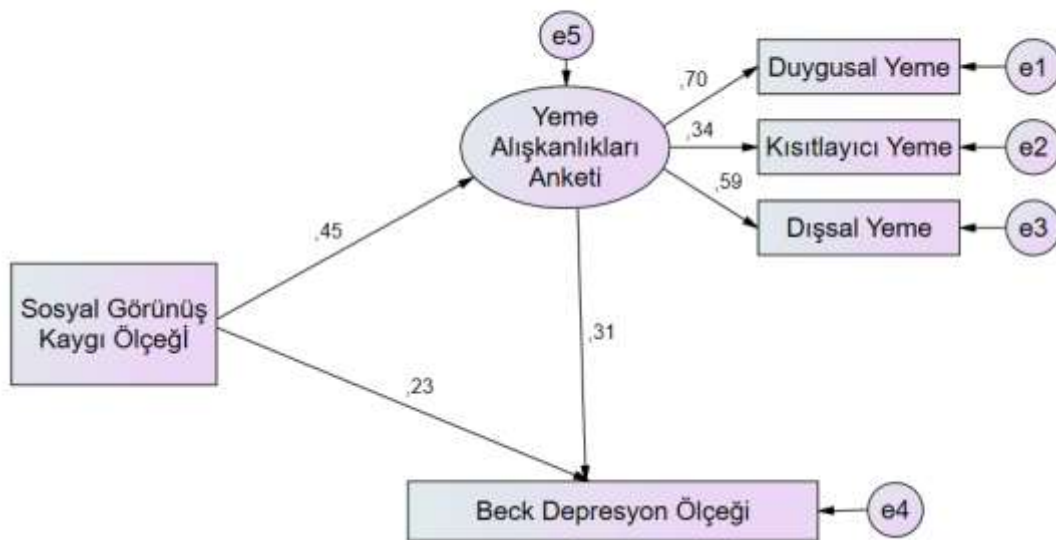 e5
Duygusal Yeme
e1
,70
Yeme
Alışkanlıkları
Anketi
,34
Kısıtlayıcı Yeme
e2
,59
Dışsal Yeme
e3
,45
Sosyal Görünüş
Kaygı Ölçeğİ
,31
,23
Beck Depresyon Ölçeği
e4